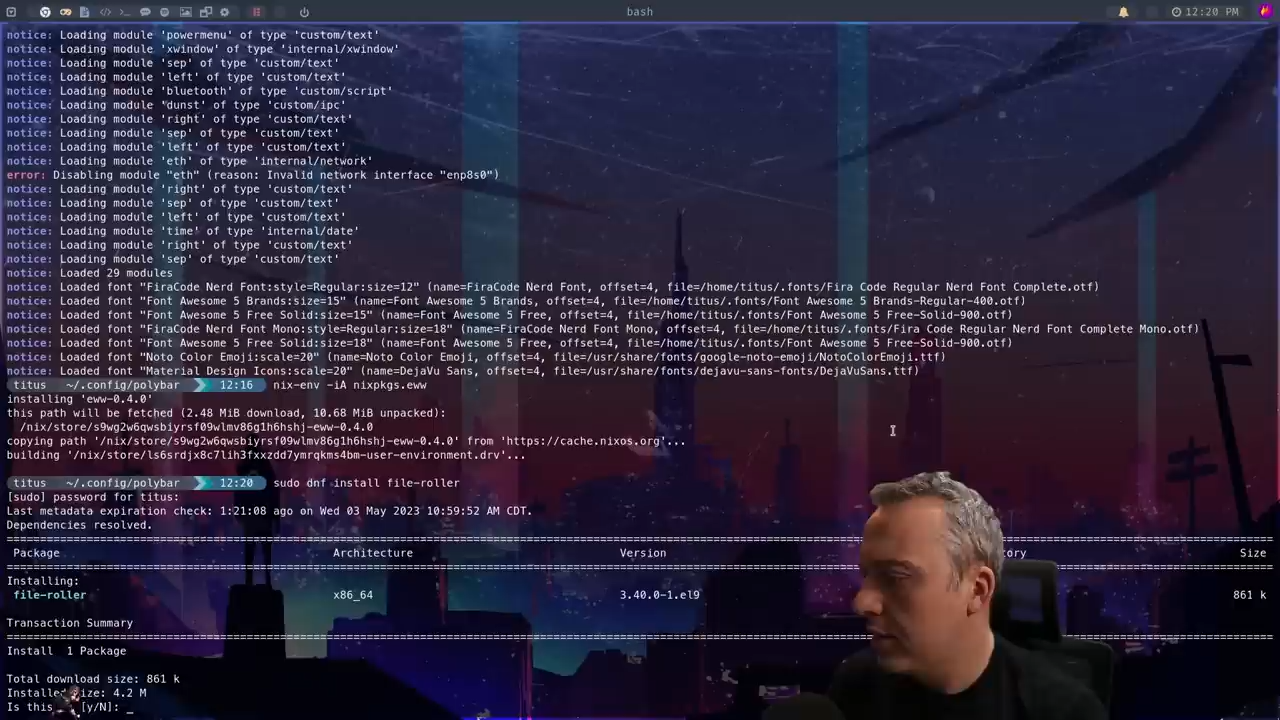 bash
12:20 PM
notice: Loading module 'powermenu' of type 'custom/text'
notice: Loading module 'xwindow' of type 'internal/xwindow'
notice: Loading module 'sep' of type 'custom/text'
notice: Loading module 'left' of type 'custom/text'
notice: Loading module 'bluetooth' of type 'custom/script'
notice: Loading module 'dunst' of type 'custom/ipc'
notice: Loading module 'right' of type 'custom/text'
notice: Loading module 'sep' of type 'custom/text'
notice: Loading module 'left' of type 'custom/text'
notice: Loading module 'eth' of type 'internal/network'
error: Disabling module "eth" (reason: Invalid network interface "enp8s0")
notice: Loading module 'right' of type 'custom/text'
notice: Loading module 'sep' of type 'custom/text'
notice: Loading module 'left' of type 'custom/text'
notice: Loading module 'time' of type 'internal/date'
notice: Loading module 'right' of type 'custom/text'
notice: Loading module 'sep' of type 'custom/text'
notice: Loaded 29 modules
notice: Loaded font "FiraCode Nerd Font:style=Regular:size=12" (name=FiraCode Nerd Font, offset=4, file=/home/titus/.fonts/Fira Code Regular Nerd Font Complete.otf)
notice: Loaded font "Font Awesome 5 Brands:size=15" (name=Font Awesome 5 Brands, offset=4, file=/home/titus/.fonts/Font Awesome 5 Brands-Regular-400.otf)
notice: Loaded font "Font Awesome 5 Free Solid:size=15" (name=Font Awesome 5 Free, offset=4, file=/home/titus/.fonts/Font Awesome 5 Free-Solid-900.otf)
notice: Loaded font "FiraCode Nerd Font Mono:style=Regular:size=18" (name=FiraCode Nerd Font Mono, offset=4, file=/home/titus/.fonts/Fira Code Regular Nerd Font Complete Mono.otf)
notice: Loaded font "Font Awesome 5 Free Solid:size=18" (name=Font Awesome 5 Free, offset=4, file=/home/titus/.fonts/Font Awesome 5 Free-Solid-900.otf)
notice: Loaded font "Noto Color Emoji:scale=20" (name=Noto Color Emoji, offset=4, file=/usr/share/fonts/google-noto-emoji/NotoColorEmoji.ttf)
notice: Loaded font "Material Design Icons:scale=20" (name=DejaVu Sans, offset=4, file=/usr/share/fonts/dejavu-sans-fonts/DejaVuSans.ttf)
titus ~/.config/polybar 12:16 nix-env -iA nixpkgs.eww
installing 'eww-0.4.0'
this path will be fetched (2.48 MiB download, 10.68 MiB unpacked):
/nix/store/s9wg2w6qwsbiyrsf09wlmv86g1h6hshj-eww-0.4.0
copying path '/nix/store/s9wg2w6qwsbiyrsf09wlmv86g1h6hshj-eww-0.4.0' from 'https://cache.nixos.org'...
building '/nix/store/ls6srdjx8c7lih3fxxzdd7ymrqkms4bm-user-environment.drv'...
titus ~/.config/polybar 12:20 sudo dnf install file-roller
[sudo] password for titus:
Last metadata expiration check: 1:21:08 ago on Wed 03 May 2023 10:59:52 AM CDT.
Dependencies resolved.
Package Architecture Version Size
Installing:
file-roller x86_64 3.40.0-1.el9 861 k
Transaction Summary
Install 1 Package
Total download size: 861 k
Installed size: 4.2 M
Is this [y/N]: _